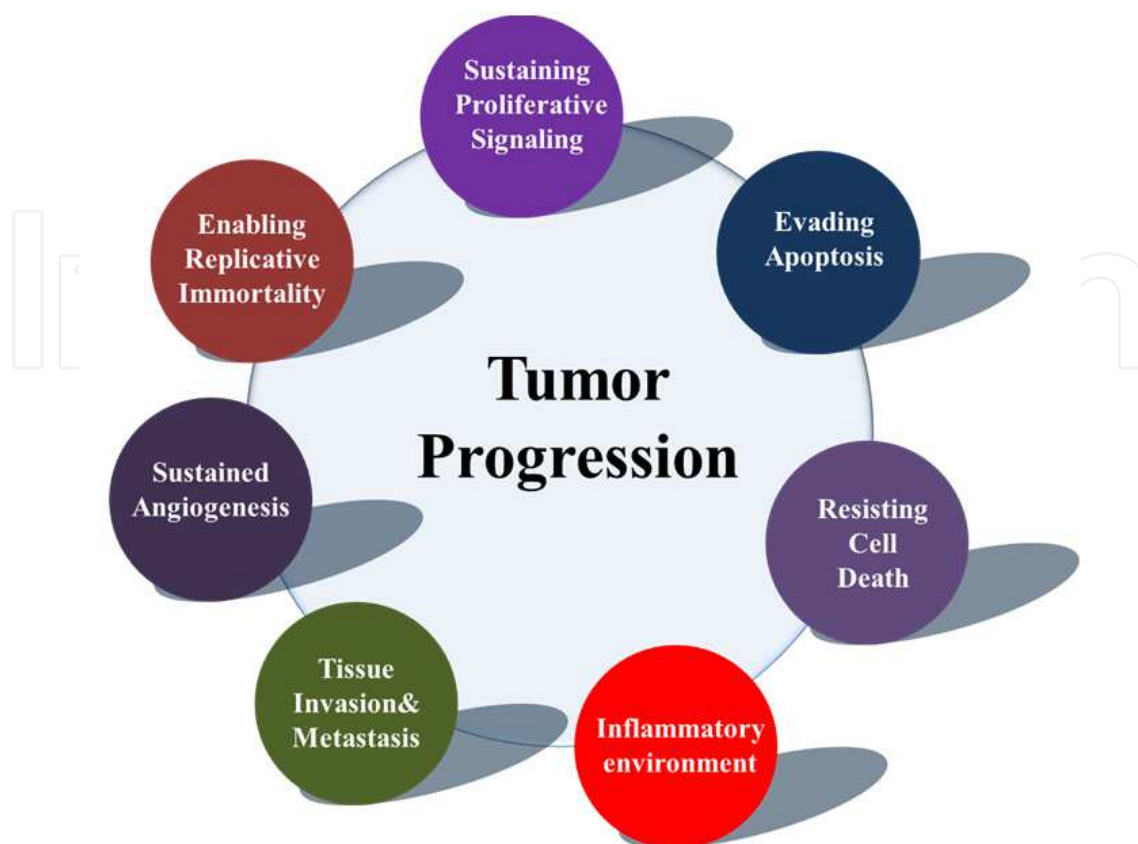 Sustaining
Proliferative
Signaling
Evading
Apoptosis
Enabling
Replicative
Immortality
Tumor
Progression
Sustained
Angiogenesis
Resisting
Cell
Death
Tissue
Invasion&
Metastasis
Inflammatory
environment